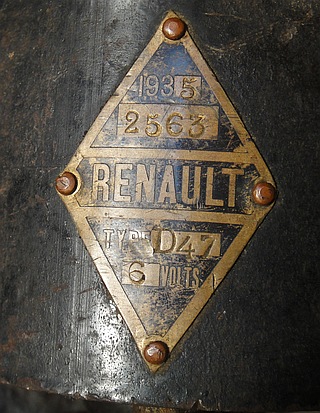 1935
2563
RENAULT
TYPE D47
6 VOLTS